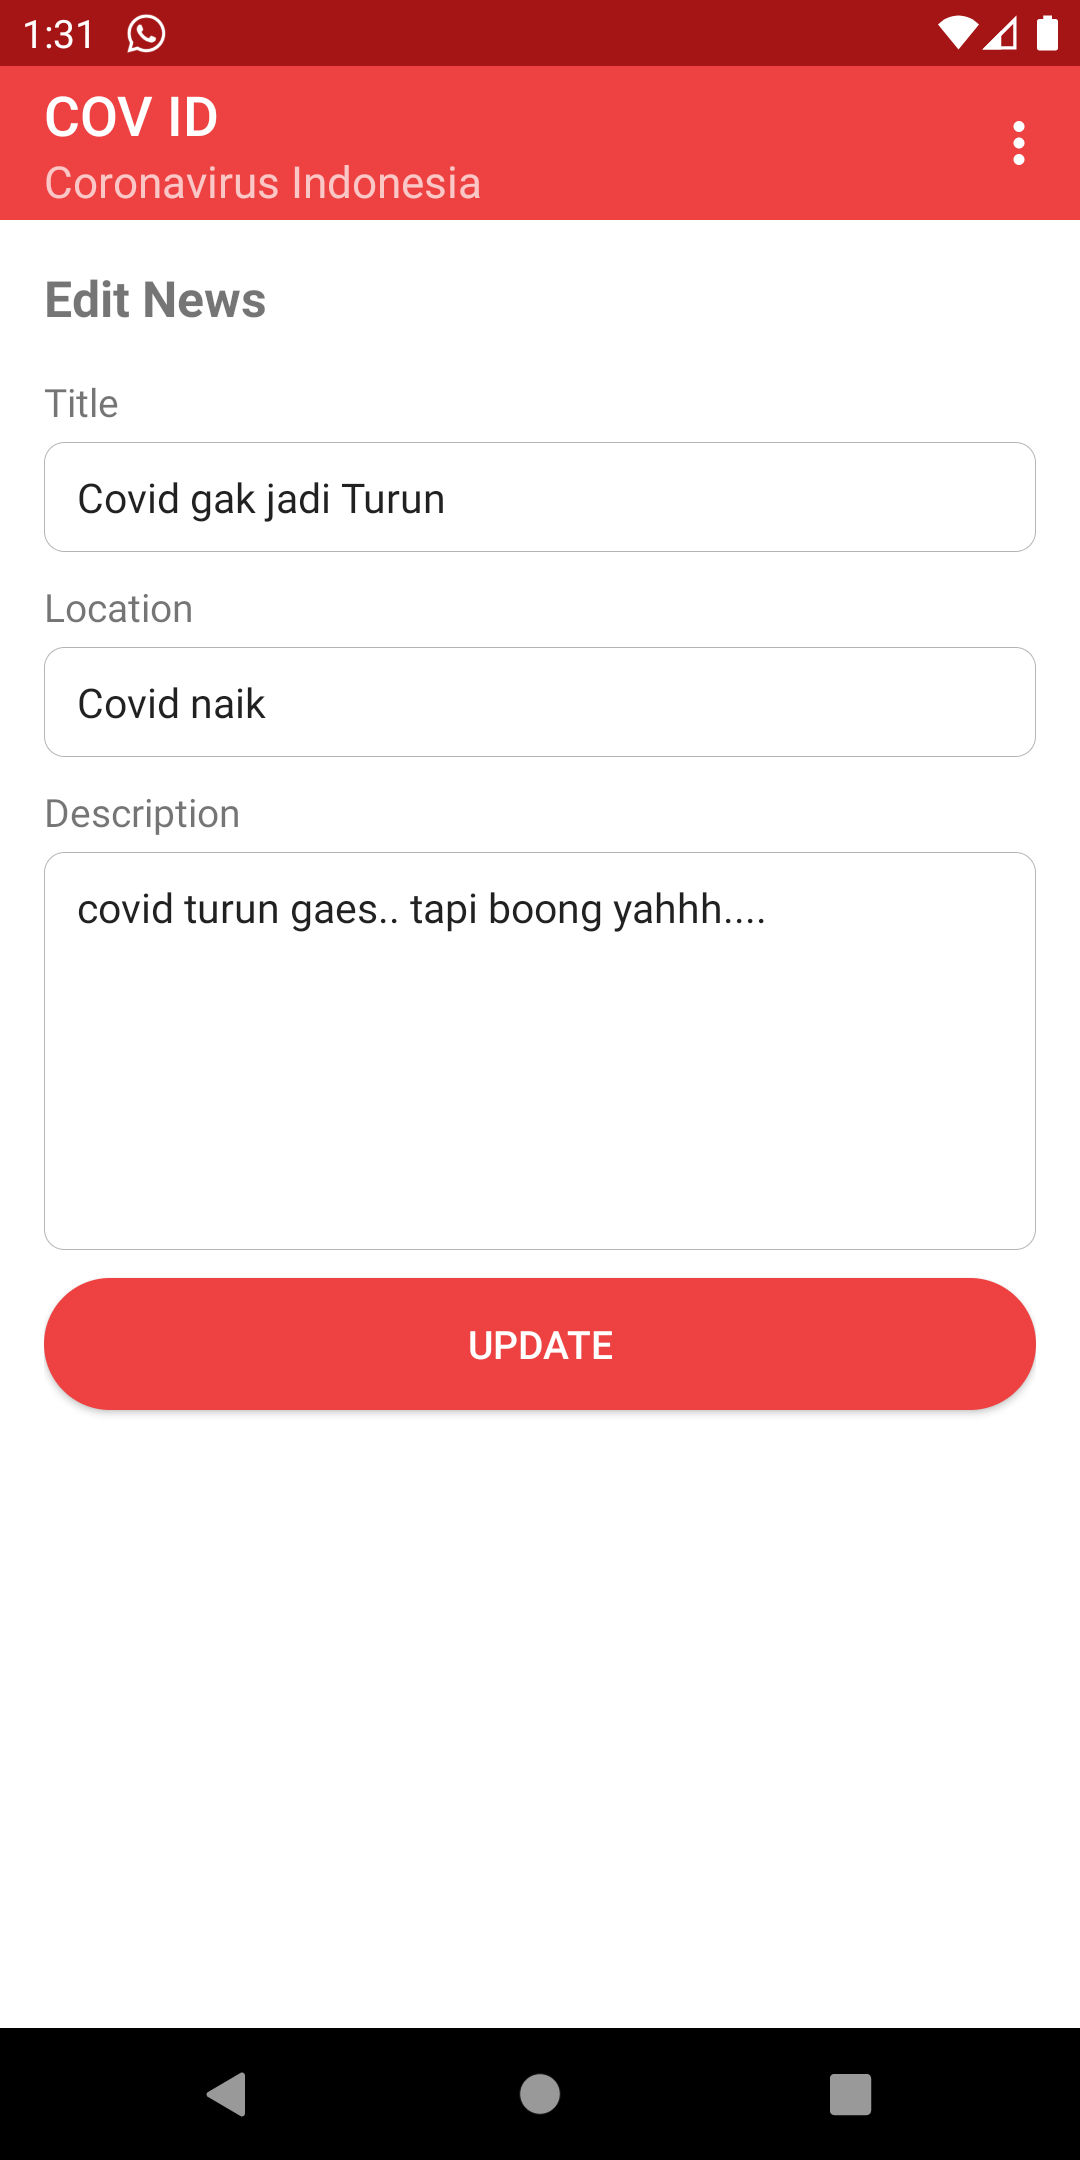 1:31
COV ID
Coronavirus Indonesia
Edit News
Title
Covid gak jadi Turun
Location
Covid naik
Description
covid turun gaes.. tapi boong yahhh....
UPDATE